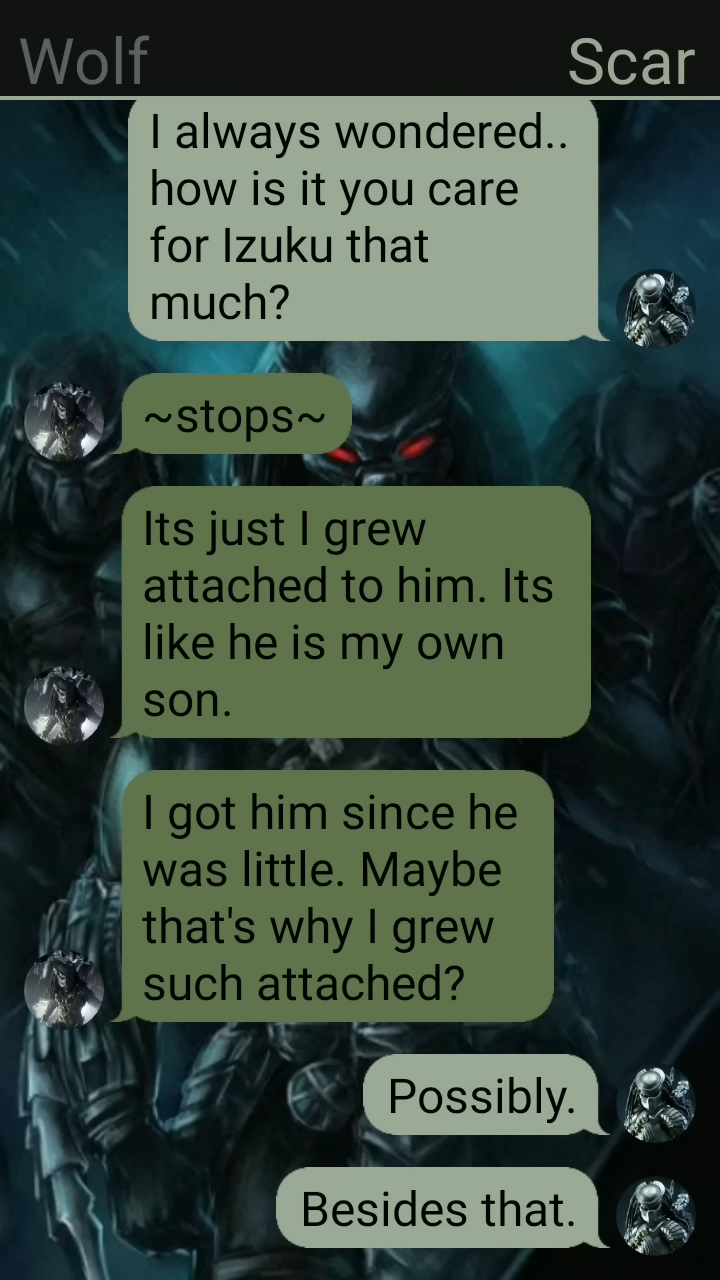 Wolf
Scar
I always wondered..
how is it you care
for Izuku that
much?
~stops~
Its just I grew
attached to him. Its
like he is my own
son.
I got him since he
was little. Maybe
that's why I grew
such attached?
Possibly.
Besides that.